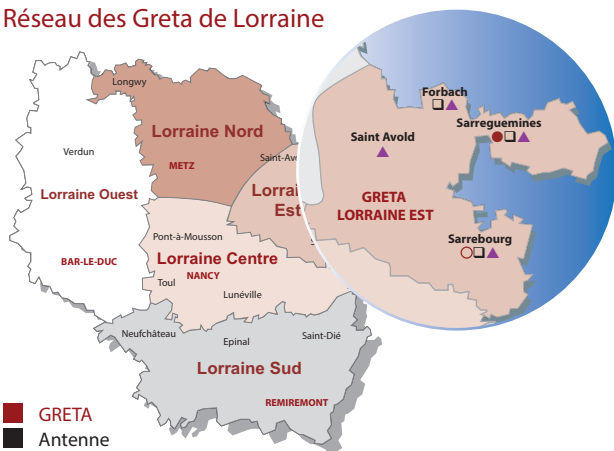 Réseau des Greta de Lorraine
Longwy
Lorraine Nord
Verdun
METZ
Saint-Avo
Lorraine Ouest
Lorrai
Est
Pont-à-Mousson
BAR-LE-DUC
Lorraine Centre
NANCY
Toul
Lunéville
Neufchâteau
Epinal
Saint-Dié
Lorraine Sud
REMIREMONT
Forbach
Sarreguemines
Saint Avold
GRETA
LORRAINE EST
Sarrebourg
GRETA
Antenne